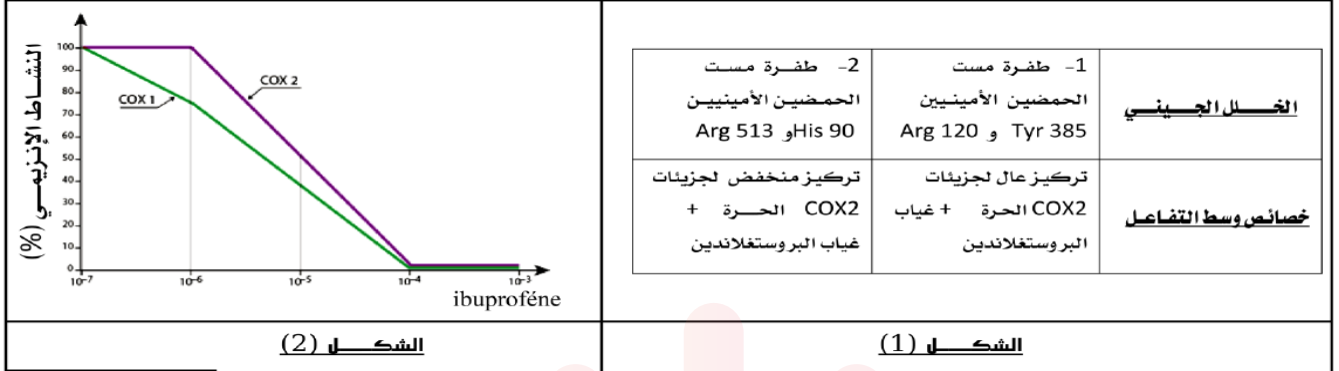 الخلل الجيني
1- طفرة مست
الحمضين الأمينيين
Tyr 385 و Arg 120
2- طفرة مست
الحمضين الأمينيين
His 90 و Arg 513
خصائص وسط التفاعل
تركيز عال لجزيئات
COX2 الحرة + غياب
البروستغلاندين
تركيز منخفض لجزيئات
COX2 الحرة +
غياب البروستغلاندين
الشكل (1)
النشاط الإنزيمي (%)
100
90
80
70
60
50
40
30
20
10
0
COX 1
COX 2
10-7
10-6
10-5
10-4
10-3
ibuproféne
الشكل (2)